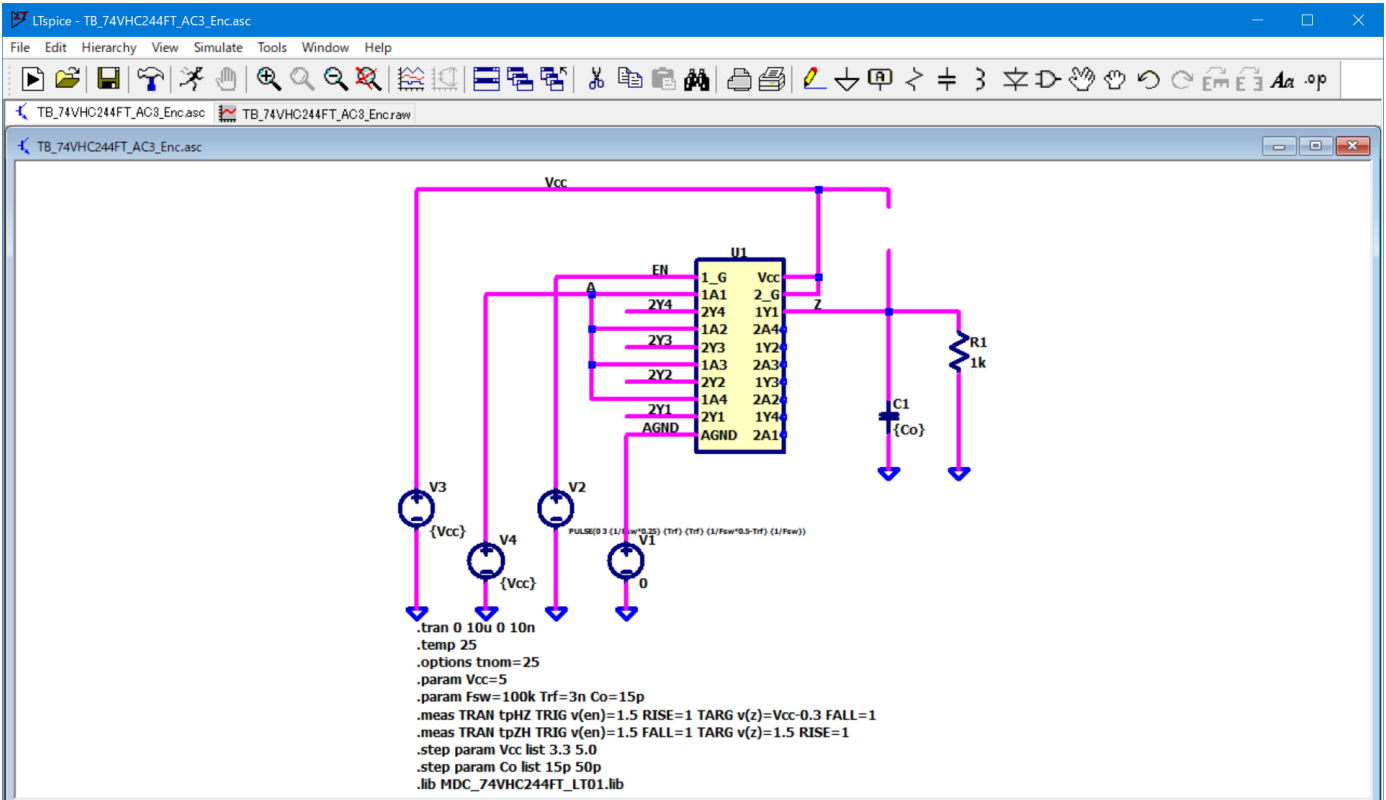 LTspice - TB_74VHC244FT_AC3_Enc.asc
File Edit Hierarchy View Simulate Tools Window Help
Aa .op
TB_74VHC244FT_AC3_Enc.asc TB_74VHC244FT_AC3_Enc.raw
TB_74VHC244FT_AC3_Enc.asc
Vcc
U1
EN 1_G Vcc
A 1A1 2_G
2Y4 2Y4 1Y1 Z
1A2 2A4
2Y3 2Y3 1Y2
1A3 2A3
2Y2 2Y2 1Y3
1A4 2A2
2Y1 2Y1 1Y4
AGND AGND 2A1
R1
1k
C1
{Co}
V3
{Vcc}
V4
{Vcc}
V2
PULSE(0 3 {1/Fsw*0.25} {Trf} {Trf} {1/Fsw*0.5-Trf} {1/Fsw})
V1
0
.tran 0 10u 0 10n
.temp 25
.options tnom=25
.param Vcc=5
.param Fsw=100k Trf=3n Co=15p
.meas TRAN tpHZ TRIG v(en)=1.5 RISE=1 TARG v(z)=Vcc-0.3 FALL=1
.meas TRAN tpZH TRIG v(en)=1.5 FALL=1 TARG v(z)=1.5 RISE=1
.step param Vcc list 3.3 5.0
.step param Co list 15p 50p
.lib MDC_74VHC244FT_LT01.lib